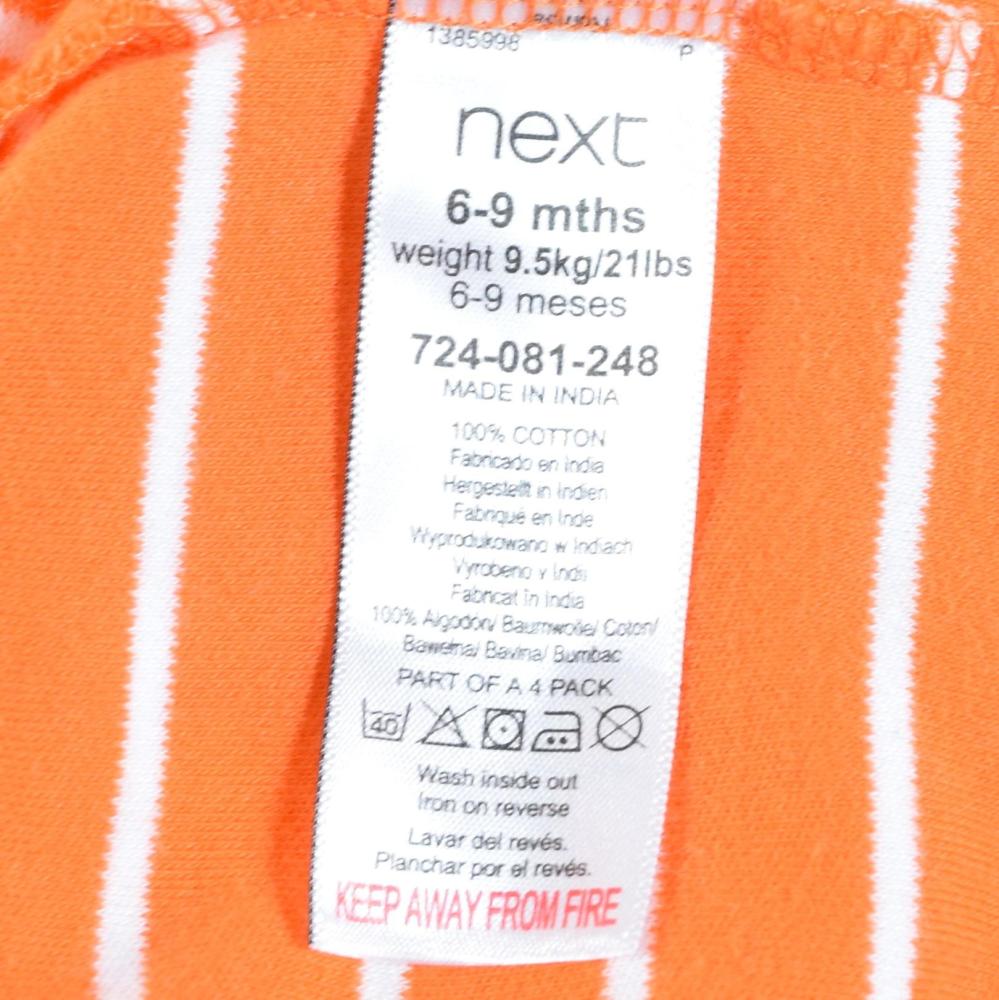 1385998
P
next
6-9 mths
weight 9.5kg/21lbs
6-9 meses
724-081-248
MADE IN INDIA
100% COTTON
Fabricado en India
Hergestellt in Indien
Fabriqué en Inde
Wyprodukowano w Indiach
Vyrobeno v Indii
Fabricat în India
100% Algodón/ Baumwolle/ Coton/
Bawełna/ Bavlna/ Bumbac
PART OF A 4 PACK
40
Wash inside out
Iron on reverse
Lavar del revés.
Planchar por el revés.
KEEP AWAY FROM FIRE